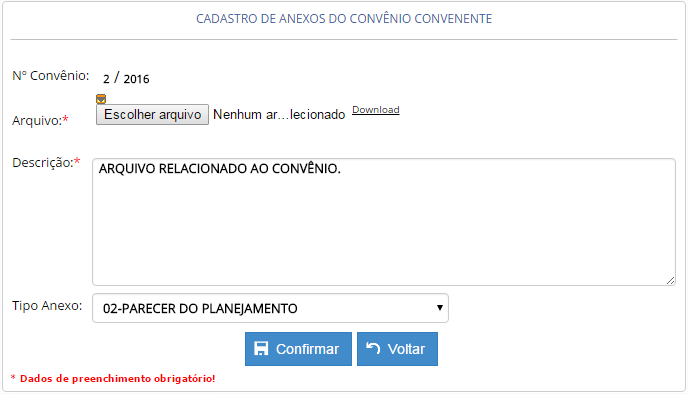 CADASTRO DE ANEXOS DO CONVÊNIO CONVENENTE
Nº Convênio: 2 / 2016
Arquivo:* Escolher arquivo Nenhum ar...lecionado Download
Descrição:* ARQUIVO RELACIONADO AO CONVÊNIO.
Tipo Anexo: 02-PARECER DO PLANEJAMENTO
Confirmar Voltar
* Dados de preenchimento obrigatório!